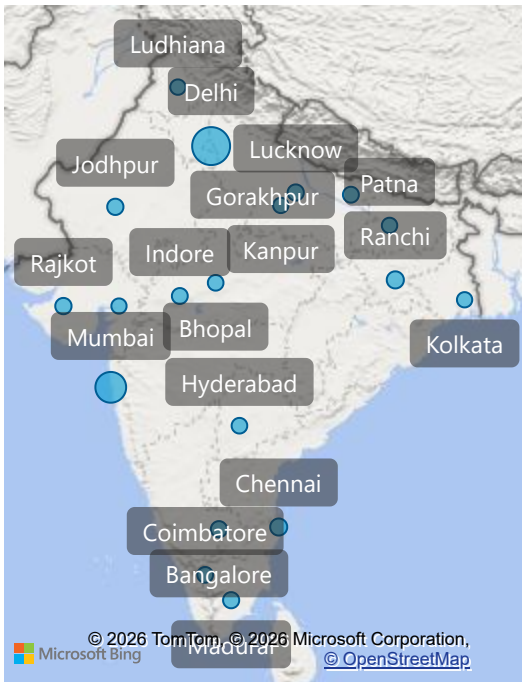 Ludhiana
Delhi
Lucknow
Jodhpur
Patna
Gorakhpur
Ranchi
Indore
Kanpur
Rajkot
Bhopal
Mumbai
Kolkata
Hyderabad
Chennai
Coimbatore
Bangalore
© 2026 TomTom, © 2026 Microsoft Corporation,
Microsoft Bing
Madurai
© OpenStreetMap